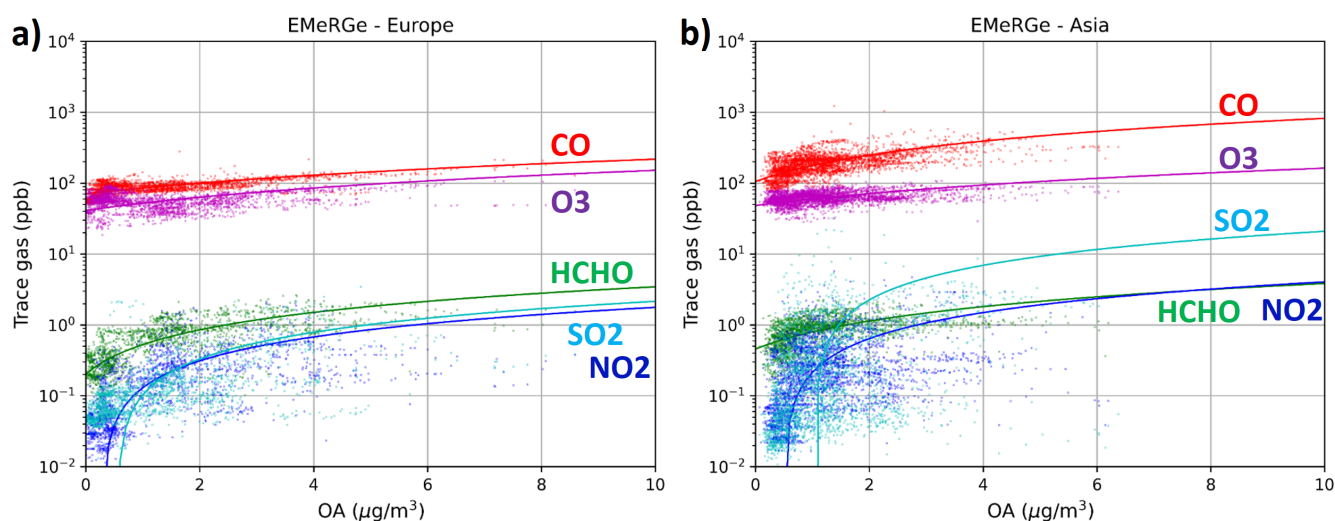 a)
EMeRGe - Europe
Trace gas (ppb)
10⁴
10³
10²
10¹
10⁰
10⁻¹
10⁻²
CO
O3
HCHO
SO2
NO2
0 2 4 6 8 10
OA (μg/m³)
b)
EMeRGe - Asia
Trace gas (ppb)
10⁴
10³
10²
10¹
10⁰
10⁻¹
10⁻²
CO
O3
SO2
HCHO NO2
0 2 4 6 8 10
OA (μg/m³)